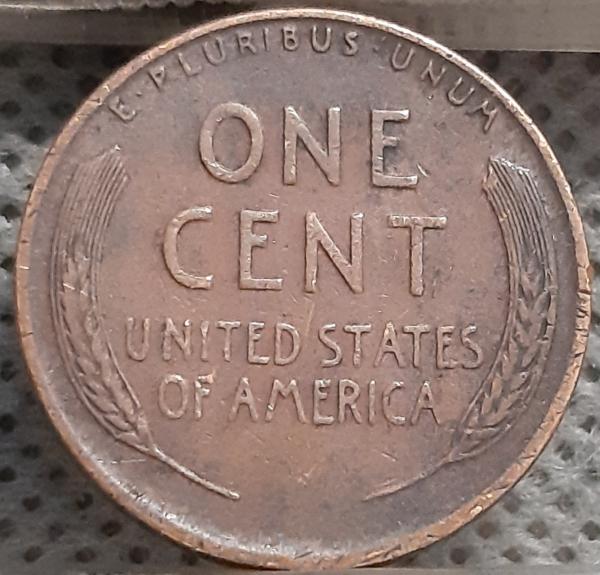 E·PLURIBUS·UNUM
ONE
CENT
UNITED STATES
OF AMERICA